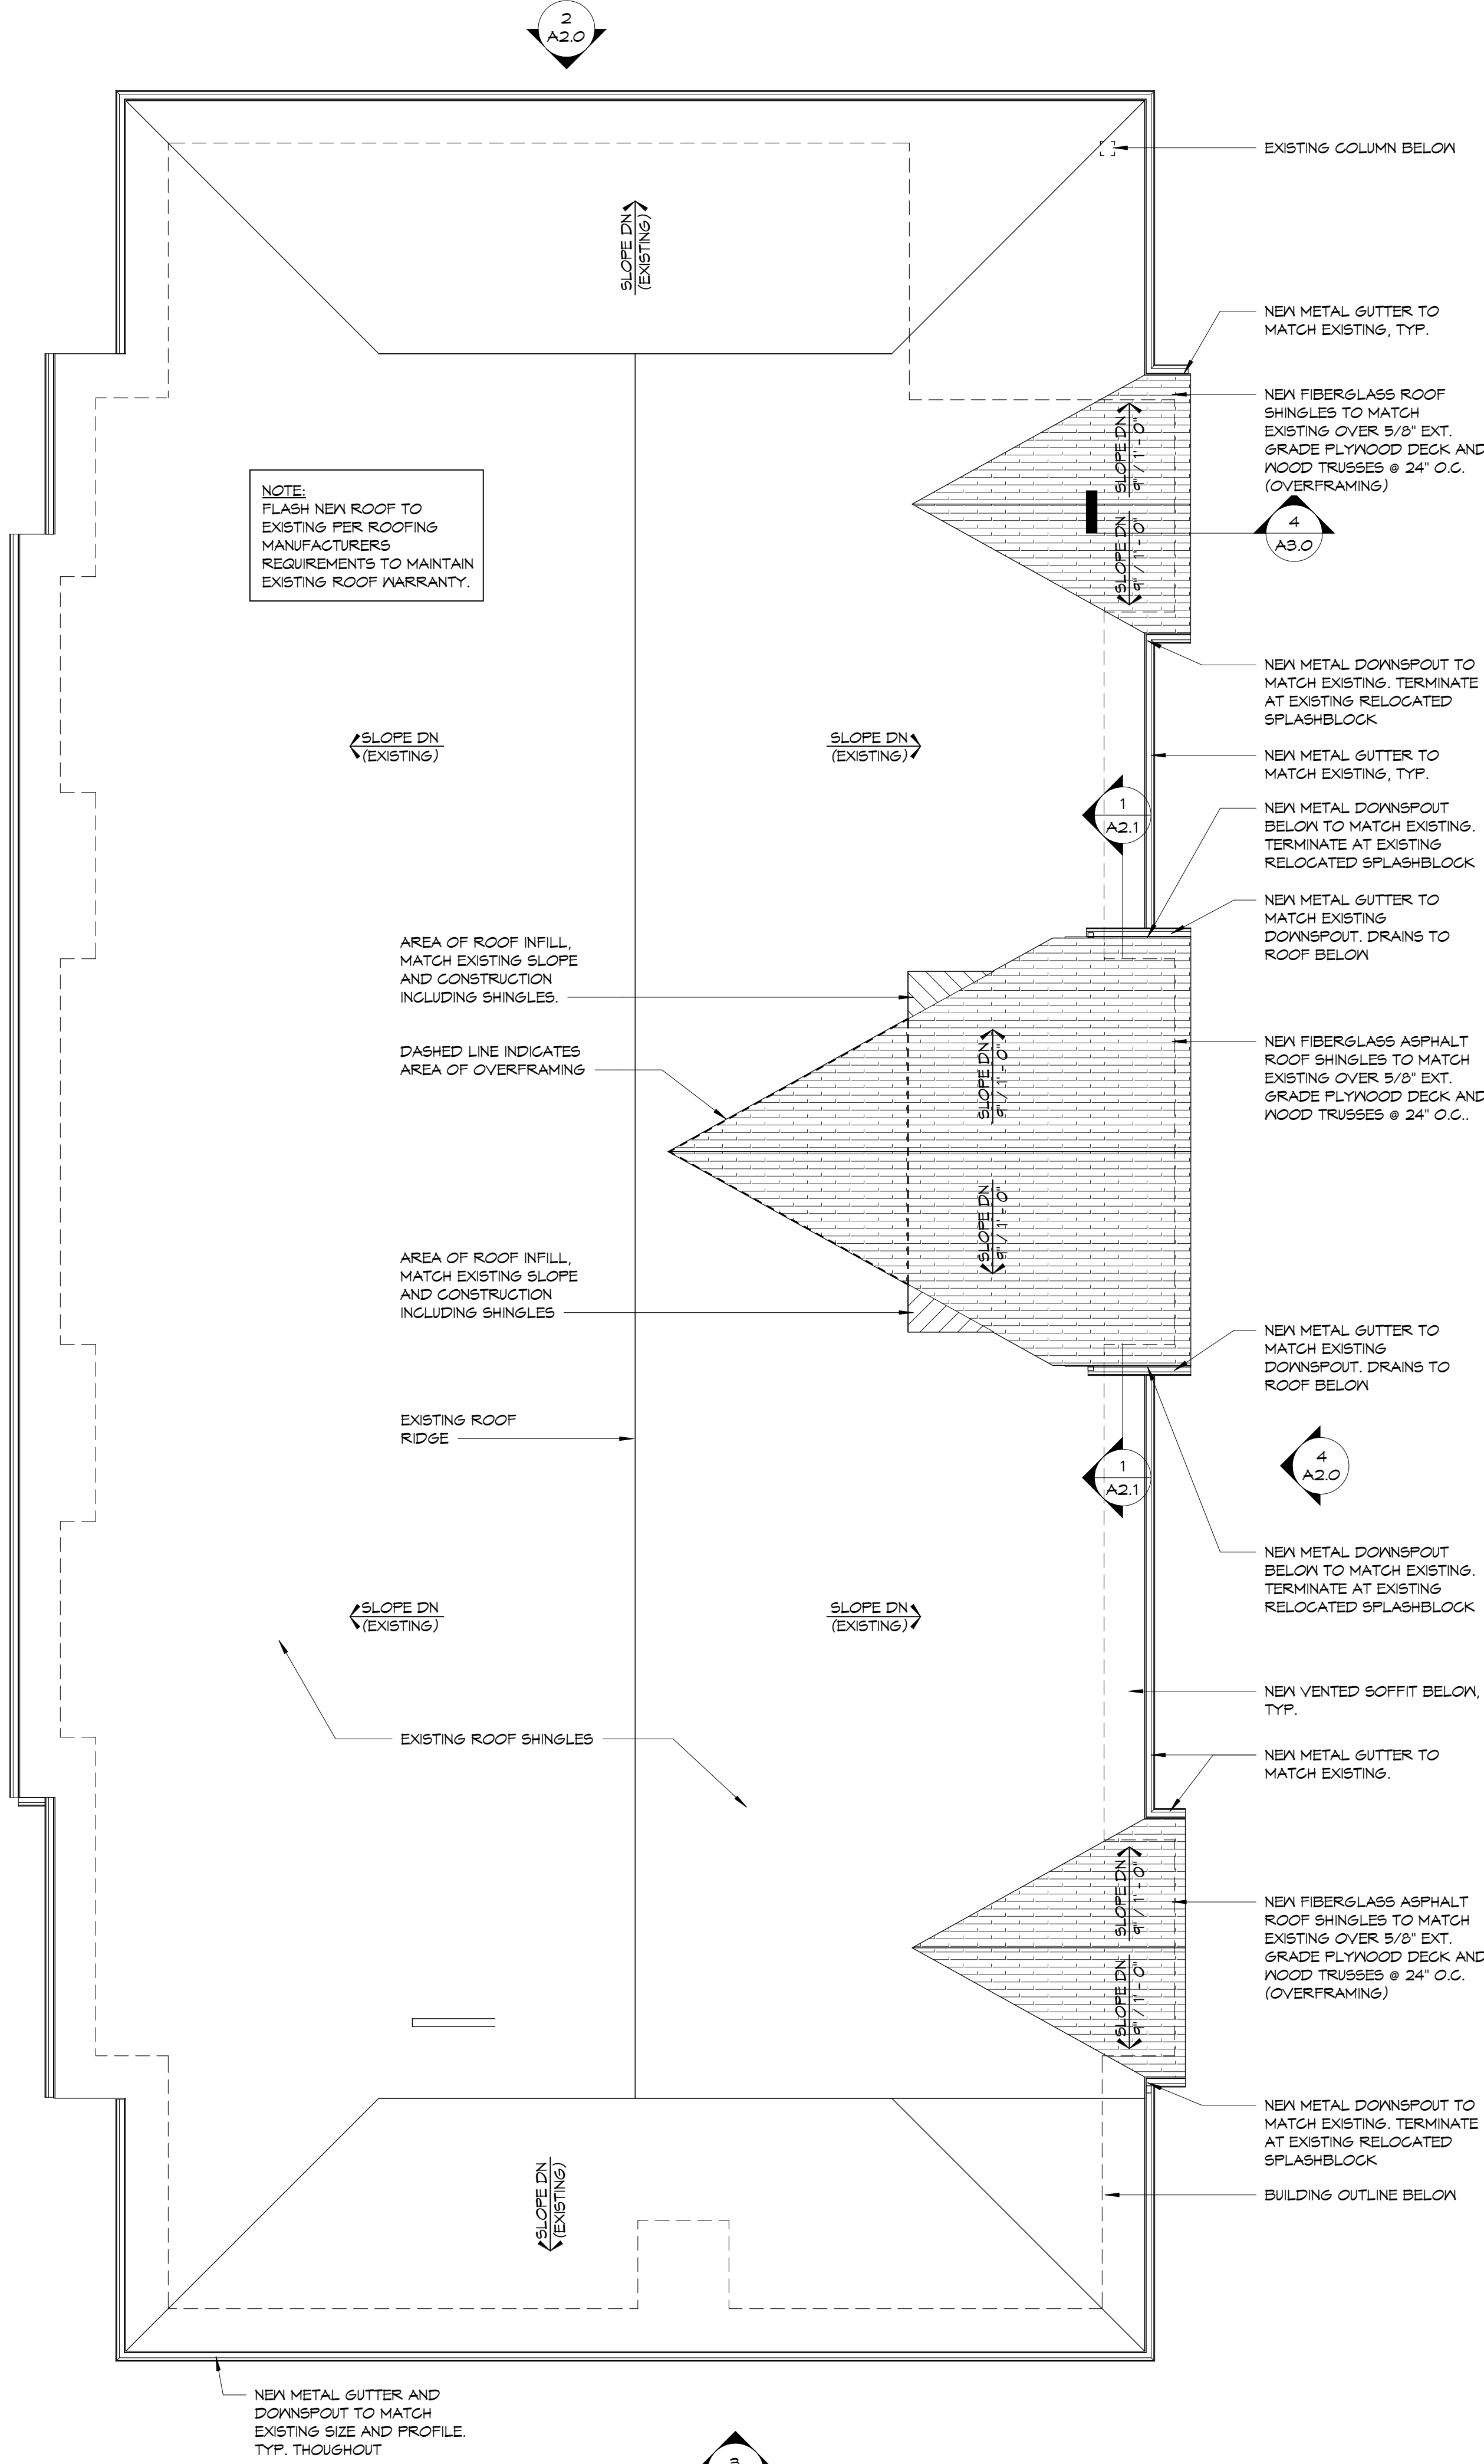 2
A2.0
EXISTING COLUMN BELOW
SLOPE DN
(EXISTING)
NEW METAL GUTTER TO
MATCH EXISTING, TYP.
NEW FIBERGLASS ROOF
SHINGLES TO MATCH
EXISTING OVER 5/8" EXT.
GRADE PLYWOOD DECK AND
WOOD TRUSSES @ 24" O.C.
(OVERFRAMING)
SLOPE DN
9" / 1' - 0"
SLOPE DN
9" / 1' - 0"
4
A3.0
NOTE:
FLASH NEW ROOF TO
EXISTING PER ROOFING
MANUFACTURERS
REQUIREMENTS TO MAINTAIN
EXISTING ROOF WARRANTY.
NEW METAL DOWNSPOUT TO
MATCH EXISTING. TERMINATE
AT EXISTING RELOCATED
SPLASHBLOCK
SLOPE DN
(EXISTING)
SLOPE DN
(EXISTING)
NEW METAL GUTTER TO
MATCH EXISTING, TYP.
1
A2.1
NEW METAL DOWNSPOUT
BELOW TO MATCH EXISTING.
TERMINATE AT EXISTING
RELOCATED SPLASHBLOCK
NEW METAL GUTTER TO
MATCH EXISTING
DOWNSPOUT. DRAINS TO
ROOF BELOW
AREA OF ROOF INFILL,
MATCH EXISTING SLOPE
AND CONSTRUCTION
INCLUDING SHINGLES.
DASHED LINE INDICATES
AREA OF OVERFRAMING
SLOPE DN
9" / 1' - 0"
SLOPE DN
9" / 1' - 0"
NEW FIBERGLASS ASPHALT
ROOF SHINGLES TO MATCH
EXISTING OVER 5/8" EXT.
GRADE PLYWOOD DECK AND
WOOD TRUSSES @ 24" O.C..
AREA OF ROOF INFILL,
MATCH EXISTING SLOPE
AND CONSTRUCTION
INCLUDING SHINGLES
NEW METAL GUTTER TO
MATCH EXISTING
DOWNSPOUT. DRAINS TO
ROOF BELOW
EXISTING ROOF
RIDGE
1
A2.1
4
A2.0
NEW METAL DOWNSPOUT
BELOW TO MATCH EXISTING.
TERMINATE AT EXISTING
RELOCATED SPLASHBLOCK
SLOPE DN
(EXISTING)
SLOPE DN
(EXISTING)
NEW VENTED SOFFIT BELOW,
TYP.
EXISTING ROOF SHINGLES
NEW METAL GUTTER TO
MATCH EXISTING.
SLOPE DN
9" / 1' - 0"
SLOPE DN
9" / 1' - 0"
NEW FIBERGLASS ASPHALT
ROOF SHINGLES TO MATCH
EXISTING OVER 5/8" EXT.
GRADE PLYWOOD DECK AND
WOOD TRUSSES @ 24" O.C.
(OVERFRAMING)
NEW METAL DOWNSPOUT TO
MATCH EXISTING. TERMINATE
AT EXISTING RELOCATED
SPLASHBLOCK
SLOPE DN
(EXISTING)
BUILDING OUTLINE BELOW
NEW METAL GUTTER AND
DOWNSPOUT TO MATCH
EXISTING SIZE AND PROFILE.
TYP. THOUGHOUT